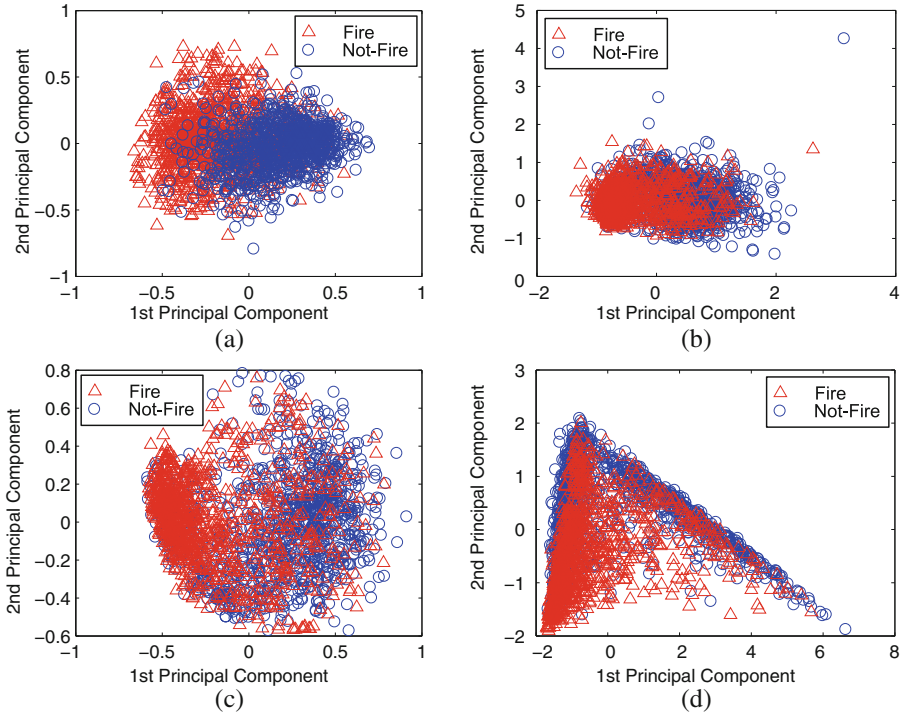 (a)
1
0.5
0
−0.5
−1
−1
−0.5
0
0.5
1
2nd Principal Component
1st Principal Component
Fire
Not-Fire
(b)
5
4
3
2
1
0
−1
0
−2
0
2
4
2nd Principal Component
1st Principal Component
Fire
Not-Fire
(a)
(b)
0.8
0.6
0.4
0.2
0
−0.2
−0.4
−0.6
−1
−0.5
0
0.5
1
2nd Principal Component
1st Principal Component
Fire
Not-Fire
(c)
3
2
1
0
−1
−2
−2
0
2
4
6
8
2nd Principal Component
1st Principal Component
Fire
Not-Fire
(d)